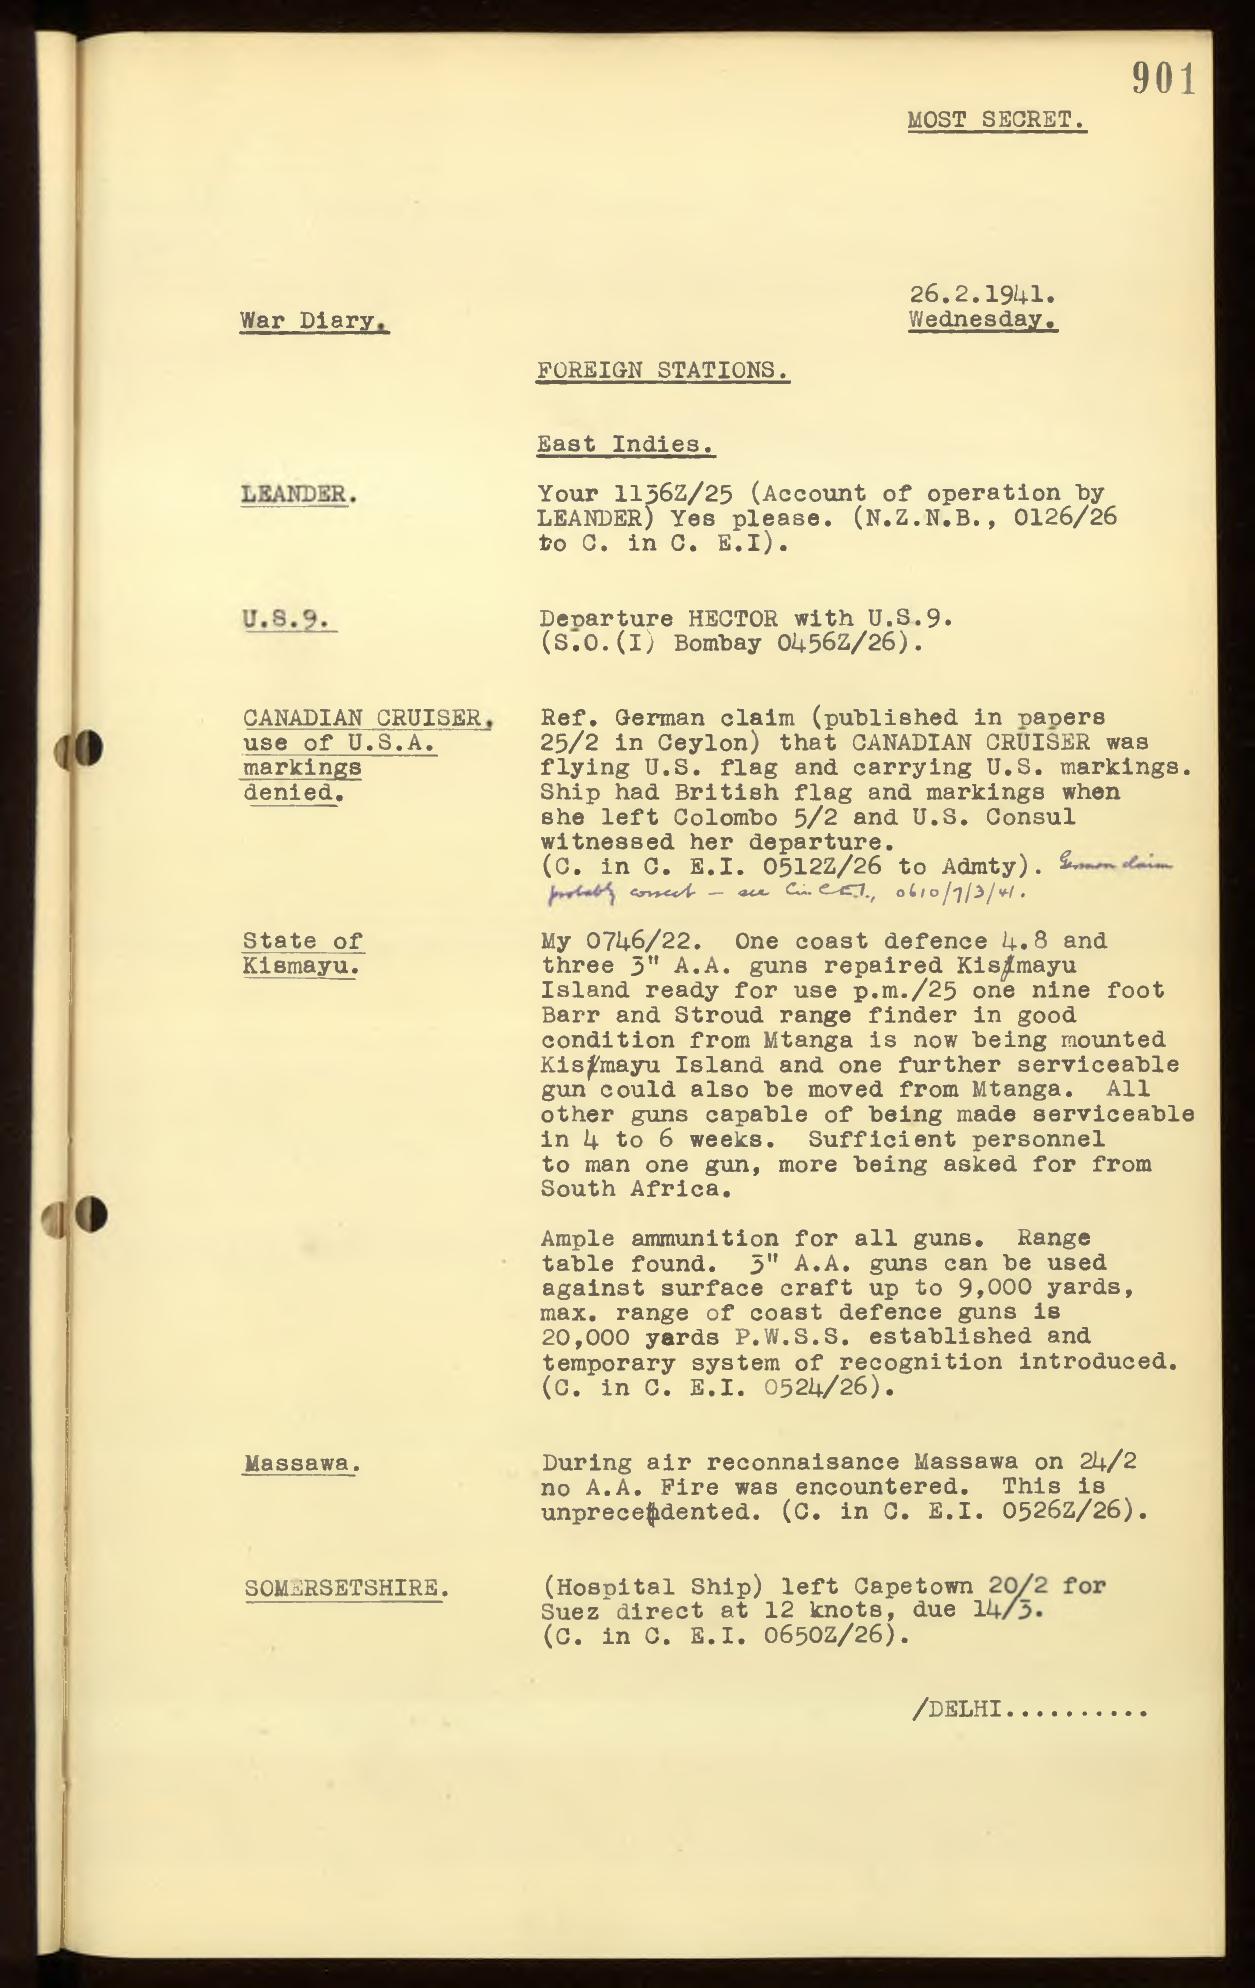 901
MOST SECRET.
26.2.1941.
War Diary.
Wednesday.
FOREIGN STATIONS.
East Indies.
LEANDER.
Your 1136Z/25 (Account of operation by
LEANDER) Yes please. (N.Z.N.B., 0126/26
to C. in C. E.I).
U.S.9.
Departure HECTOR with U.S.9.
(S.O.(I) Bombay 0456Z/26).
CANADIAN CRUISER,
use of U.S.A.
markings
denied.
Ref. German claim (published in papers
25/2 in Ceylon) that CANADIAN CRUISER was
flying U.S. flag and carrying U.S. markings.
Ship had British flag and markings when
she left Colombo 5/2 and U.S. Consul
witnessed her departure.
(C. in C. E.I. 0512Z/26 to Admty). German claim
probably correct - see C in C E.I., 0610/7/3/41.
State of
Kismayu.
My 0746/22. One coast defence 4.8 and
three 3" A.A. guns repaired Kismayu
Island ready for use p.m./25 one nine foot
Barr and Stroud range finder in good
condition from Mtanga is now being mounted
Kismayu Island and one further serviceable
gun could also be moved from Mtanga. All
other guns capable of being made serviceable
in 4 to 6 weeks. Sufficient personnel
to man one gun, more being asked for from
South Africa.
Ample ammunition for all guns. Range
table found. 3" A.A. guns can be used
against surface craft up to 9,000 yards,
max. range of coast defence guns is
20,000 yards P.W.S.S. established and
temporary system of recognition introduced.
(C. in C. E.I. 0524/26).
Massawa.
During air reconnaisance Massawa on 24/2
no A.A. Fire was encountered. This is
unprecedented. (C. in C. E.I. 0526Z/26).
SOMERSETSHIRE.
(Hospital Ship) left Capetown 20/2 for
Suez direct at 12 knots, due 14/3.
(C. in C. E.I. 0650Z/26).
/DELHI..........